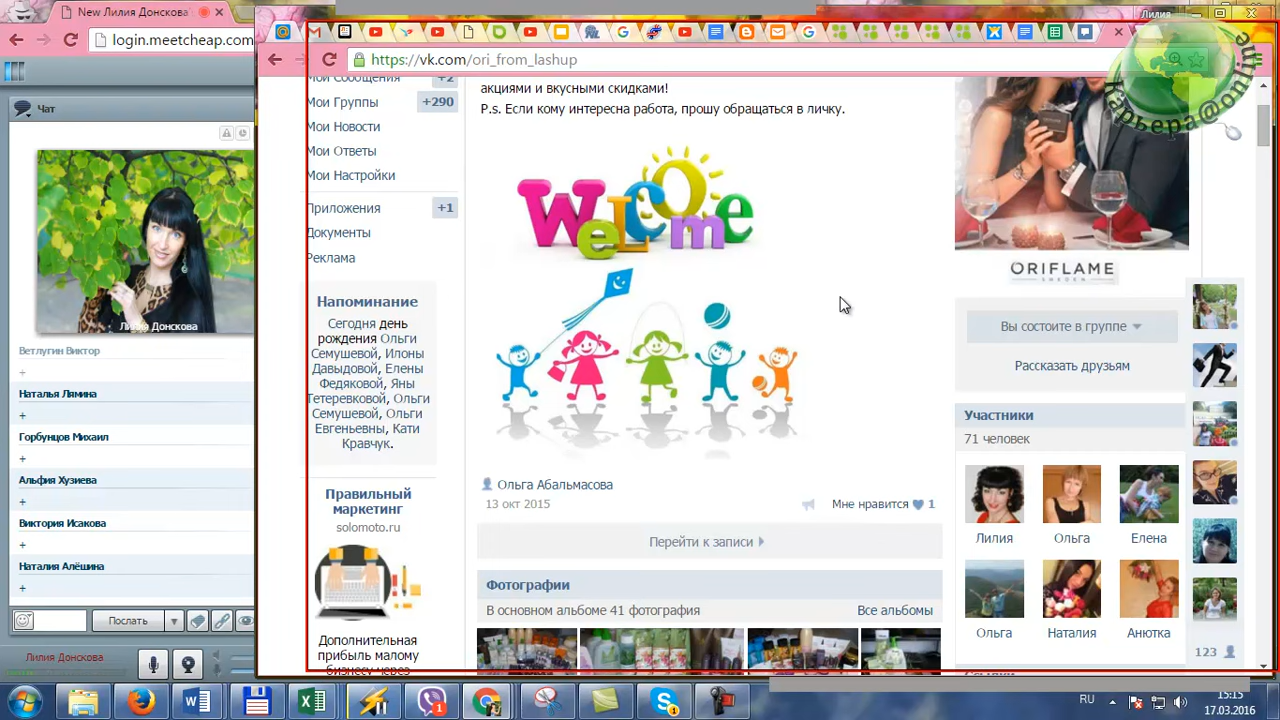 New Лилия Донскова
login.meetcheap.com
Чат
Лилия Донскова
Ветлугин Виктор
+
Наталья Лямина
+
Горбунцов Михаил
+
Альфия Хузиева
+
Виктория Исакова
+
Наталия Алёшина
+
Послать
Лилия Донскова
Лилия
https://vk.com/ori_from_lashup
карьера@online
Мои Сообщения
+2
Мои Группы
+290
Мои Новости
Мои Ответы
Мои Настройки
Приложения
+1
Документы
Реклама
Напоминание
Сегодня день
рождения Ольги
Семушевой, Илоны
Давыдовой, Елены
Федяковой, Яны
Тетеревковой, Ольги
Семушевой, Ольги
Евгеньевны, Кати
Кравчук.
Правильный
маркетинг
solomoto.ru
Дополнительная
прибыль малому
бизнесу через
акциями и вкусными скидками!
P.s. Если кому интересна работа, прошу обращаться в личку.
Welcome
Ольга Абальмасова
13 окт 2015
Мне нравится 1
Перейти к записи
Фотографии
В основном альбоме 41 фотография
Все альбомы
ORIFLAME
SWEDEN
Вы состоите в группе
Рассказать друзьям
Участники
71 человек
Лилия
Ольга
Елена
Ольга
Наталия
Анютка
Ссылки
123
RU
15:15
17.03.2016